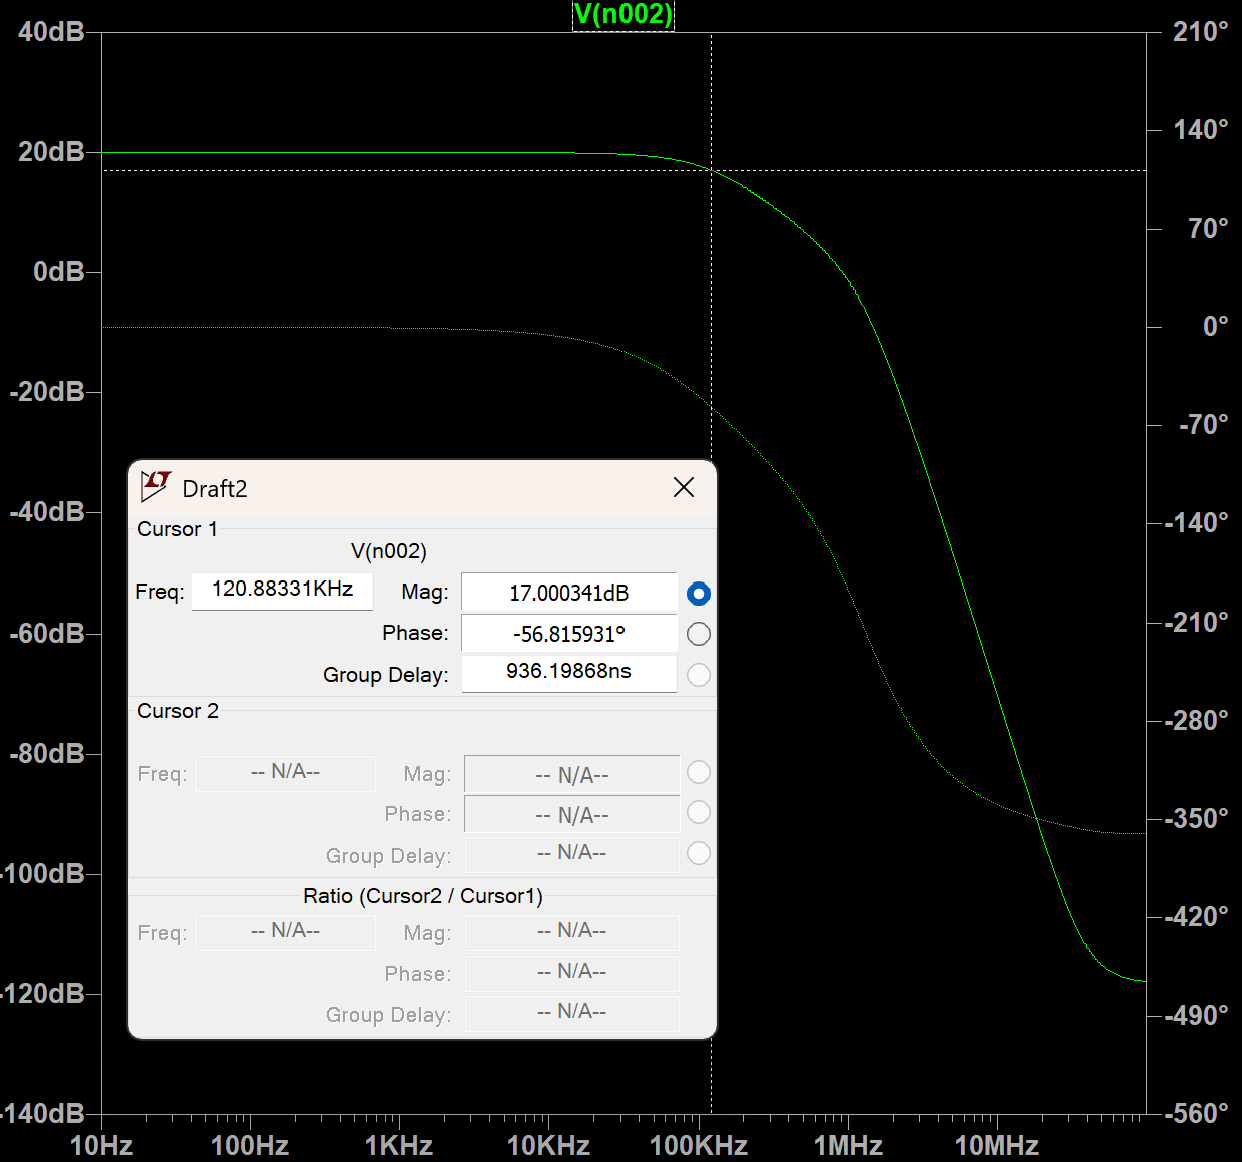 V(n002)
40dB
20dB
0dB
-20dB
-40dB
-60dB
-80dB
-100dB
-120dB
-140dB
210°
140°
70°
0°
-70°
-140°
-210°
-280°
-350°
-420°
-490°
-560°
10Hz 100Hz 1KHz 10KHz 100KHz 1MHz 10MHz
LT
Draft2
Cursor 1
V(n002)
Freq: 120.88331KHz Mag: 17.000341dB
Phase: -56.815931°
Group Delay: 936.19868ns
Cursor 2
Freq: -- N/A-- Mag: -- N/A--
Phase: -- N/A--
Group Delay: -- N/A--
Ratio (Cursor2 / Cursor1)
Freq: -- N/A-- Mag: -- N/A--
Phase: -- N/A--
Group Delay: -- N/A--